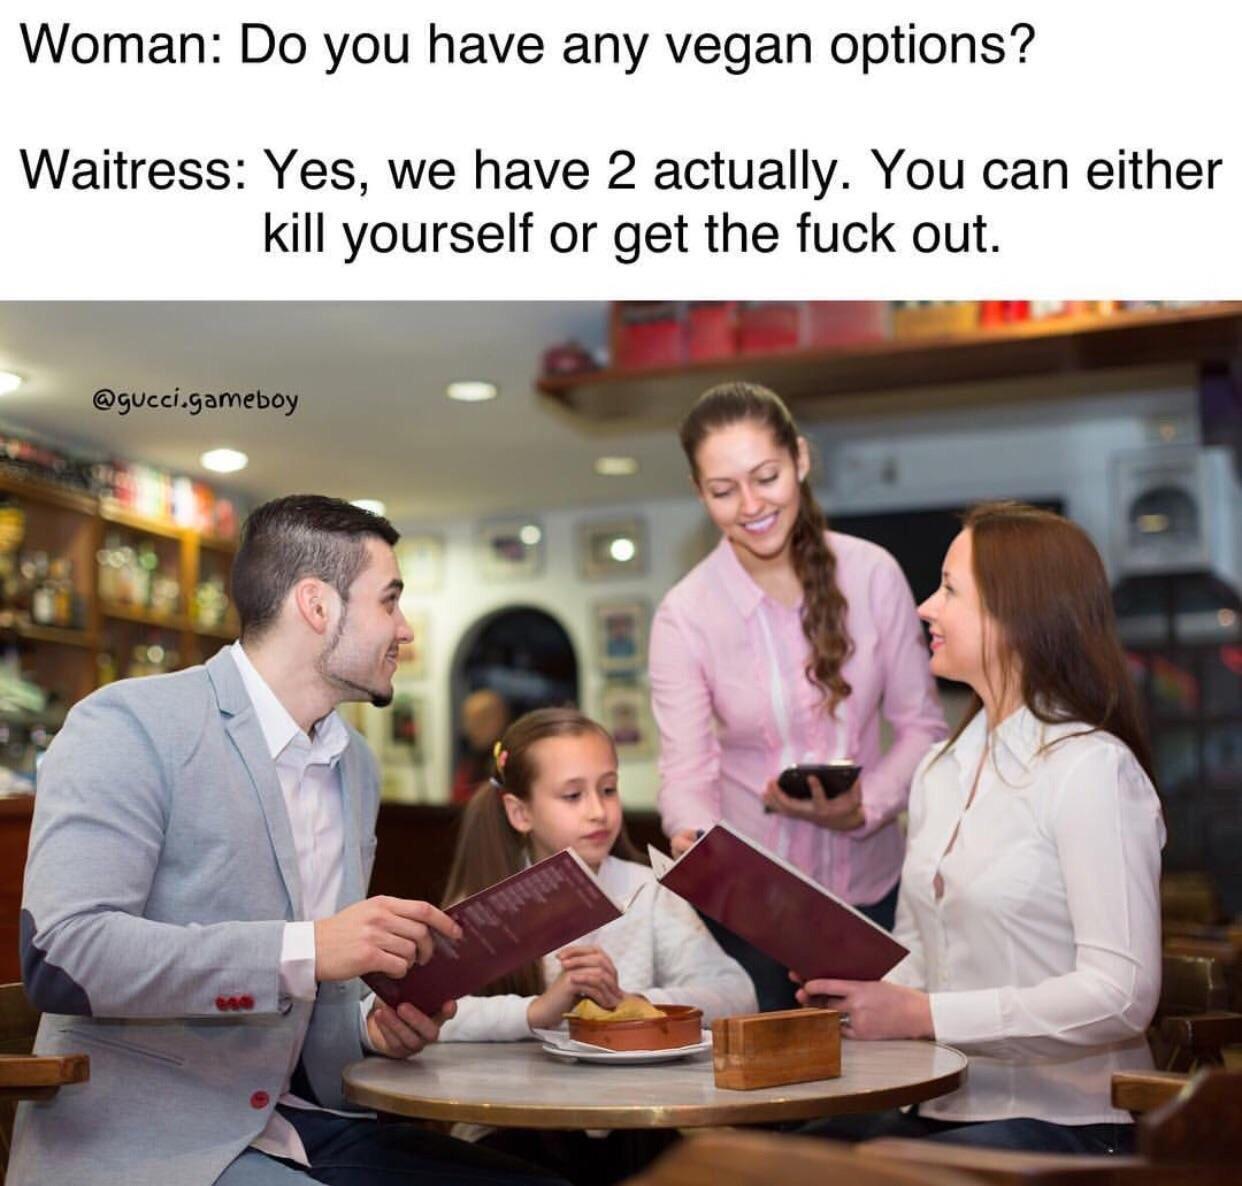 Woman: Do you have any vegan options?
Waitress: Yes, we have 2 actually. You can either
kill yourself or get the fuck out.
@gucci.gameboy